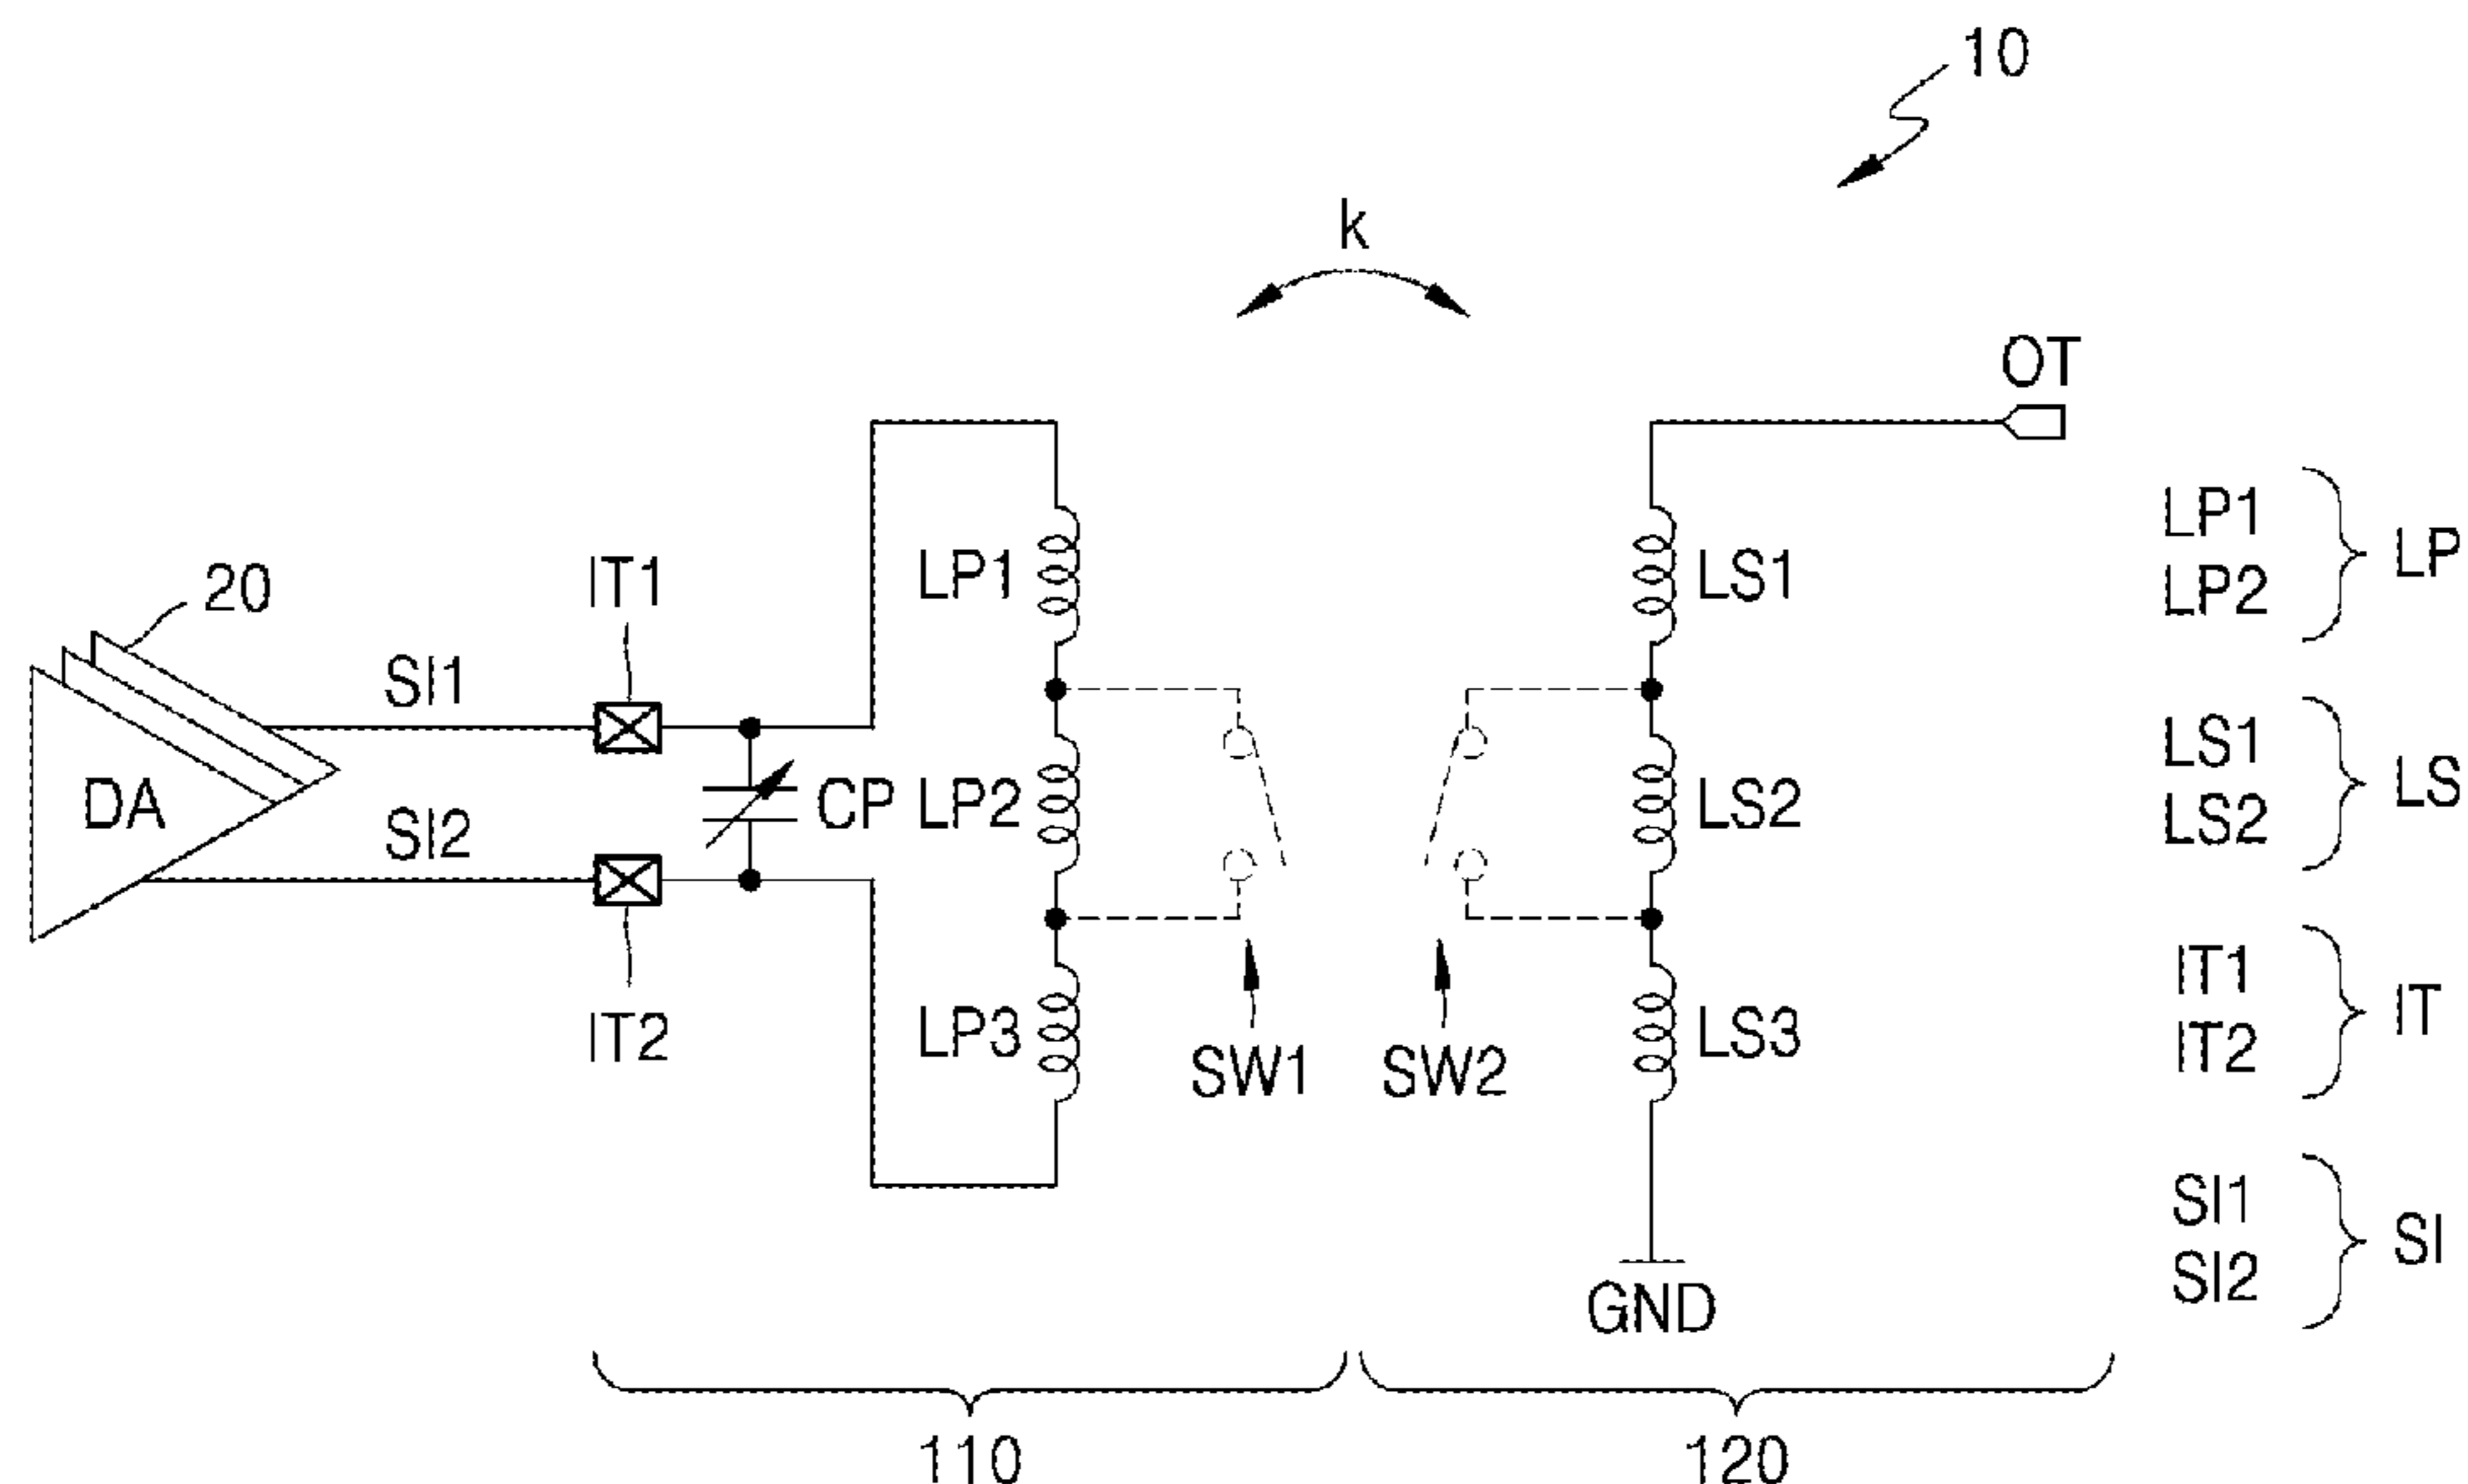 10
k
OT
LP1
LP2
LP
20
IT1
LP1
LS1
SI1
LS1
LS2
LS
DA
CP
LP2
LS2
SI2
IT1
IT2
IT
IT2
LP3
SW1
SW2
LS3
SI1
SI2
SI
GND
110
120